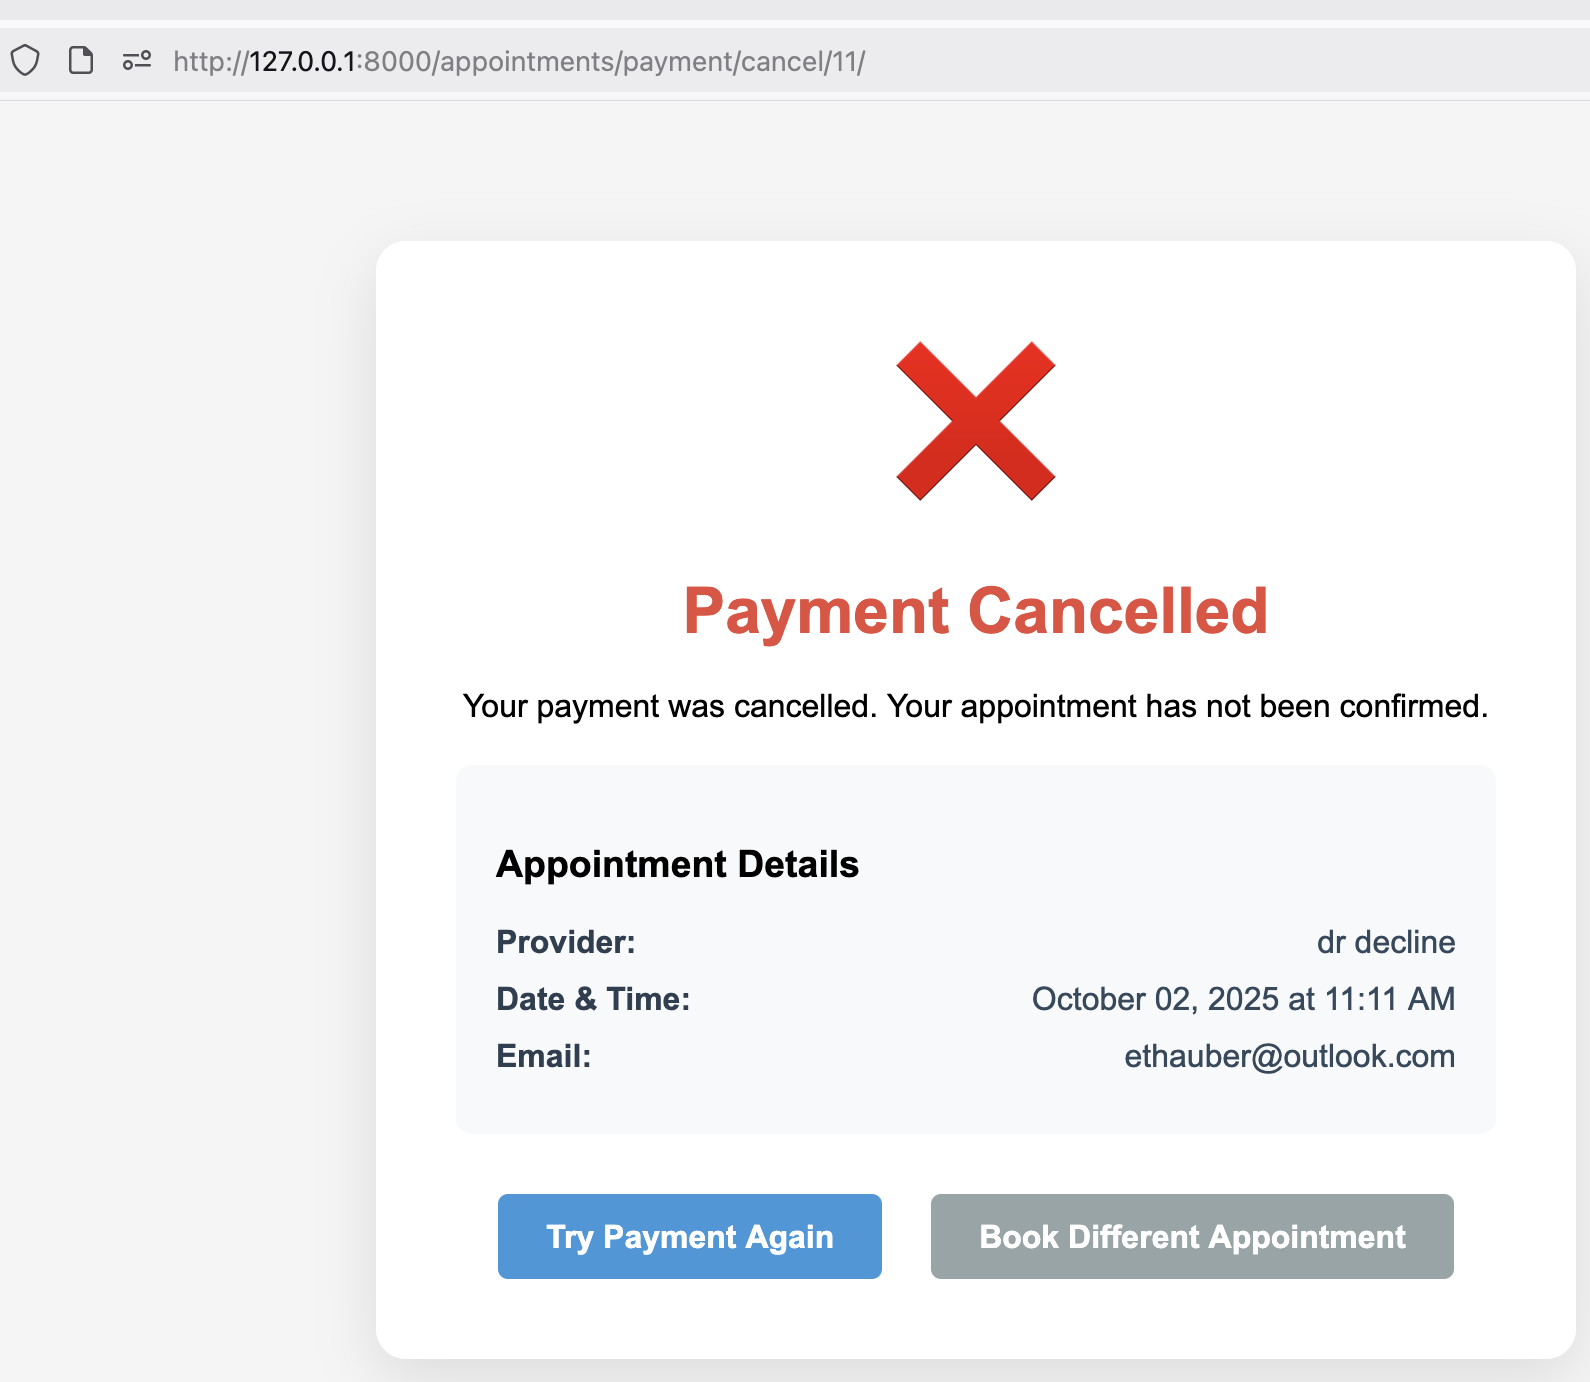 http://127.0.0.1:8000/appointments/payment/cancel/11/
Payment Cancelled
Your payment was cancelled. Your appointment has not been confirmed.
Appointment Details
Provider: dr decline
Date & Time: October 02, 2025 at 11:11 AM
Email: ethauber@outlook.com
Try Payment Again Book Different Appointment